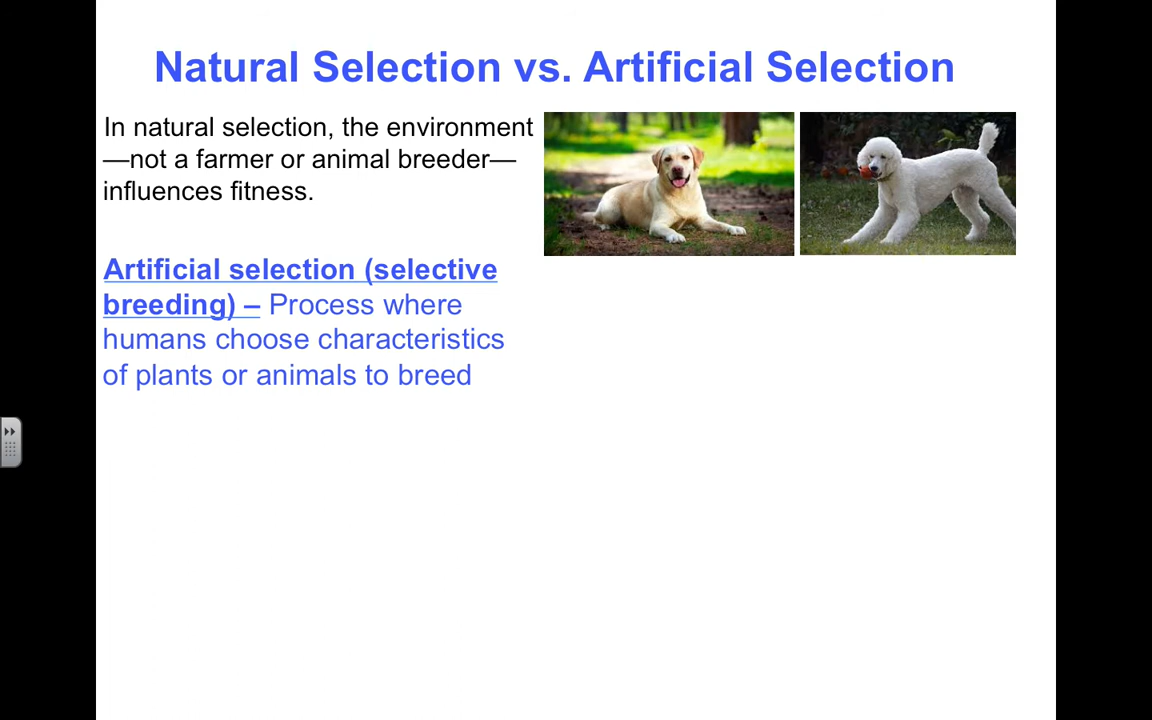 Natural Selection vs. Artificial Selection
In natural selection, the environment
—not a farmer or animal breeder—
influences fitness.
Artificial selection (selective
breeding) – Process where
humans choose characteristics
of plants or animals to breed